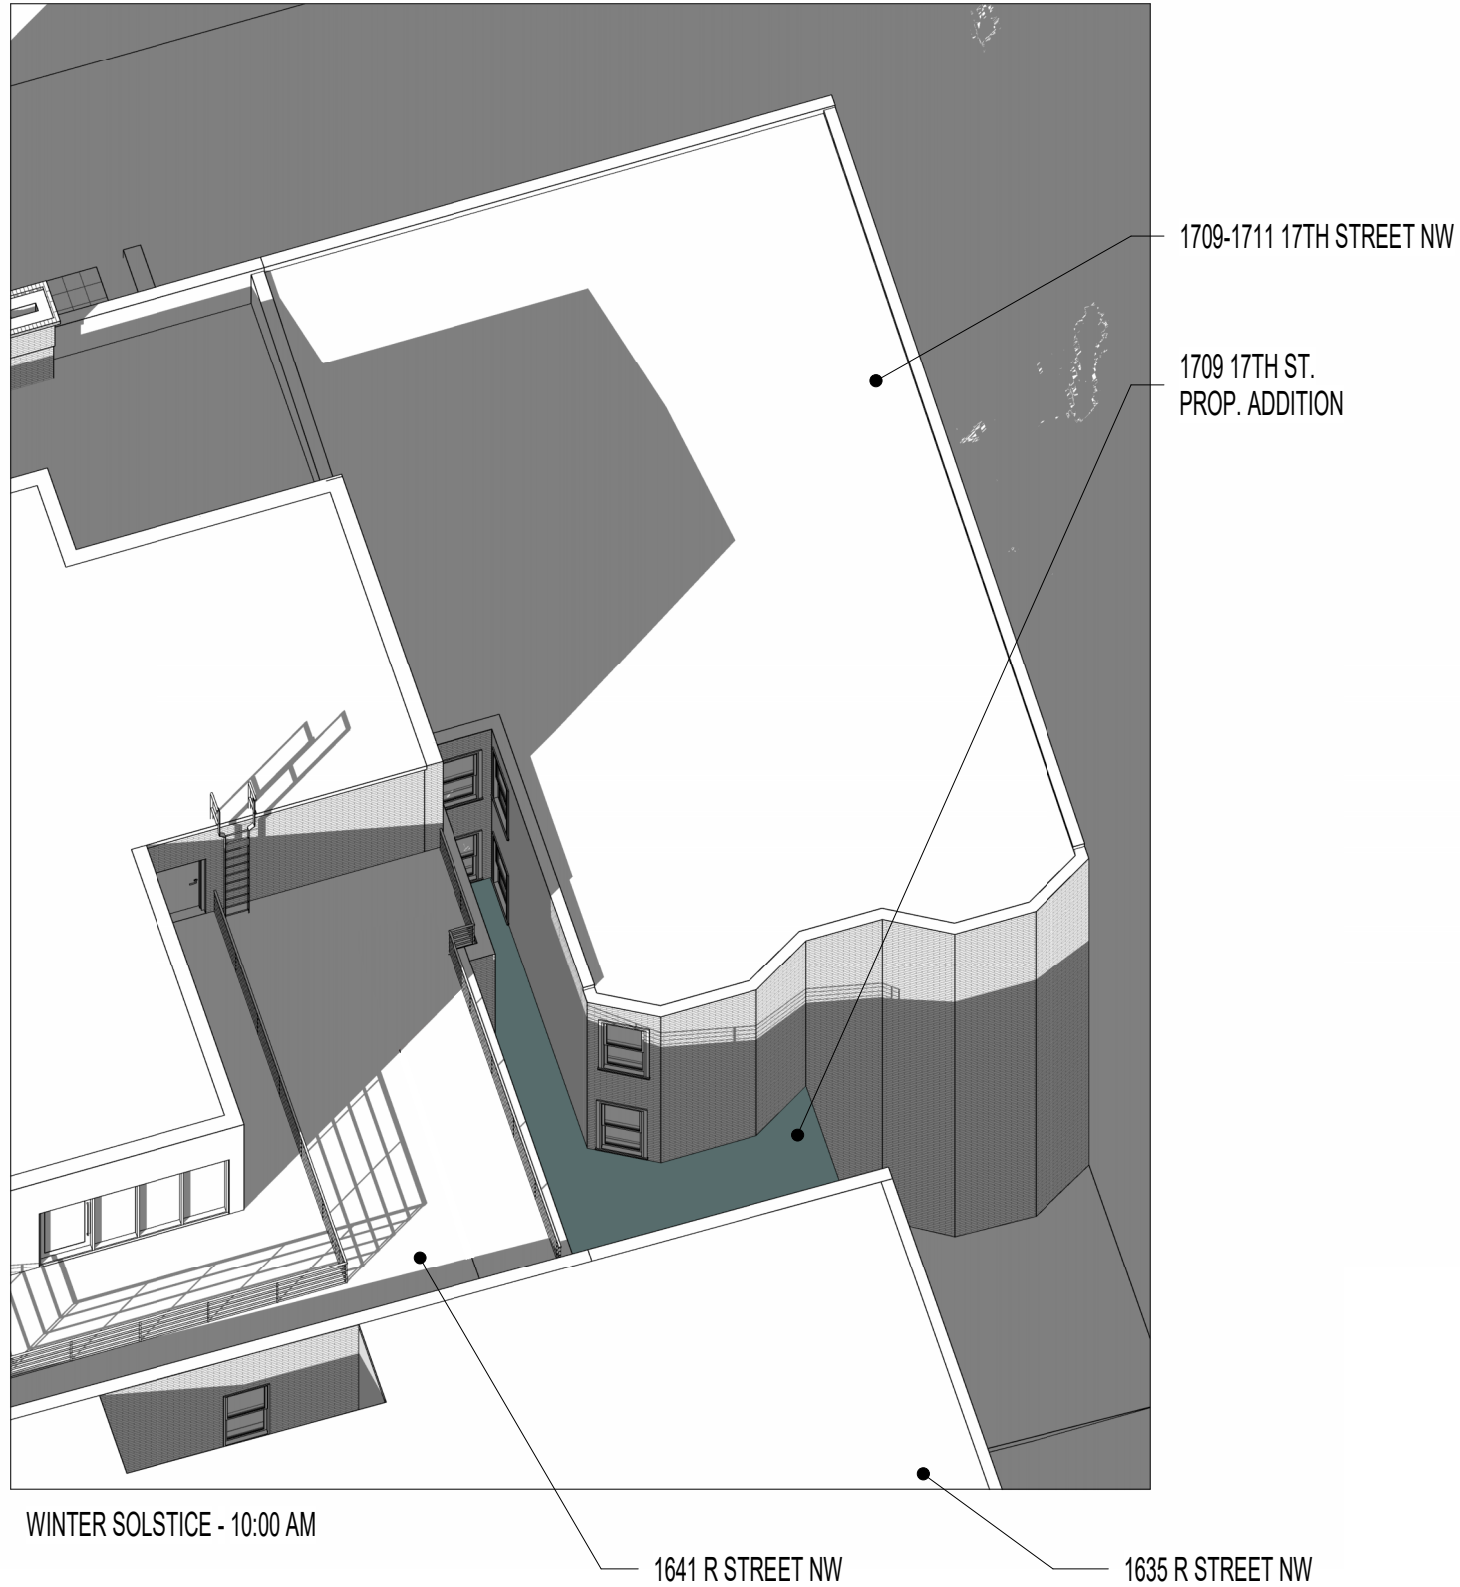 1709-1711 17TH STREET NW
1709 17TH ST.
PROP. ADDITION
WINTER SOLSTICE - 10:00 AM
1641 R STREET NW
1635 R STREET NW